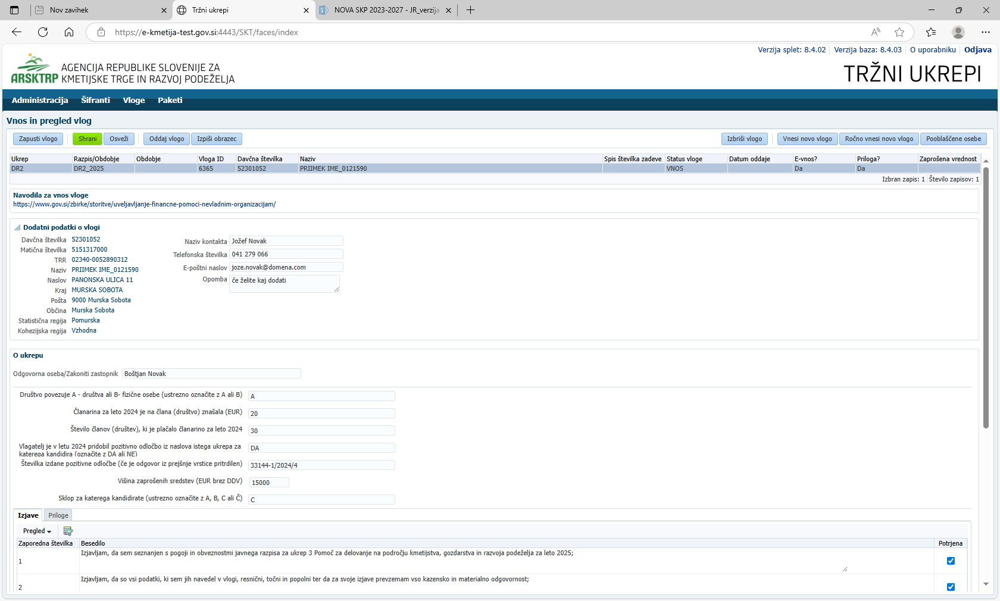 Nov zavihek
Tržni ukrepi
NOVA SKP 2023-2027 - JR_verzija
https://e-kmetija-test.gov.si:4443/SKT/faces/index
Verzija splet: 8.4.02
Verzija baza: 8.4.03
O uporabniku
Odjava
ARSKTRP
AGENCIJA REPUBLIKE SLOVENIJE ZA
KMETIJSKE TRGE IN RAZVOJ PODEŽELJA
TRŽNI UKREPI
Administracija Šifranti Vloge Paketi
Vnos in pregled vlog
Zapusti vlogo Shrani Osveži Oddaj vlogo Izpiši obrazec Izbriši vlogo Vnesi novo vlogo Ročno vnesi novo vlogo Pooblaščene osebe
Ukrep Razpis/Obdobje Obdobje Vloga ID Davčna številka Naziv Spis številka zadeve Status vloge Datum oddaje E-vnos? Priloga? Zaprošena vrednost
DR2 DR2_2025 6365 52301052 PRIIMEK IME_0121590 VNOS Da Da
Izbran zapis: 1 Število zapisov: 1
Navodila za vnos vloge
https://www.gov.si/zbirke/storitve/uveljavljanje-financne-pomoci-nevladnim-organizacijam/
Dodatni podatki o vlogi
Davčna številka 52301052
Matična številka 5151317000
TRR 02340-0052890312
Naziv PRIIMEK IME_0121590
Naslov PANONSKA ULICA 11
Kraj MURSKA SOBOTA
Pošta 9000 Murska Sobota
Občina Murska Sobota
Statistična regija Pomurska
Kohezijska regija Vzhodna
Naziv kontakta Jožef Novak
Telefonska številka 041 279 066
E-poštni naslov joze.novak@domena.com
Opomba če želite kaj dodati
O ukrepu
Odgovorna oseba/Zakoniti zastopnik Boštjan Novak
Društvo povezuje A - društva ali B- fizične osebe (ustrezno označite z A ali B) A
Članarina za leto 2024 je na člana (društvo) znašala (EUR) 20
Število članov (društev), ki je plačalo članarino za leto 2024 30
Vlagatelj je v letu 2024 pridobil pozitivno odločbo iz naslova istega ukrepa za
katerega kandidira (označite z DA ali NE) DA
Številka izdane pozitivne odločbe (če je odgovor iz prejšnje vrstice pritrdilen) 33144-1/2024/4
Višina zaprošenih sredstev (EUR brez DDV) 15000
Sklop za katerega kandidirate (ustrezno označite z A, B, C ali Č) C
Izjave Priloge
Pregled
Zaporedna številka Besedilo Potrjena
1 Izjavljam, da sem seznanjen s pogoji in obveznostmi javnega razpisa za ukrep 3 Pomoč za delovanje na področju kmetijstva, gozdarstva in razvoja podeželja za leto 2025;
2 Izjavljam, da so vsi podatki, ki sem jih navedel v vlogi, resnični, točni in popolni ter da za svoje izjave prevzemam vso kazensko in materialno odgovornost;